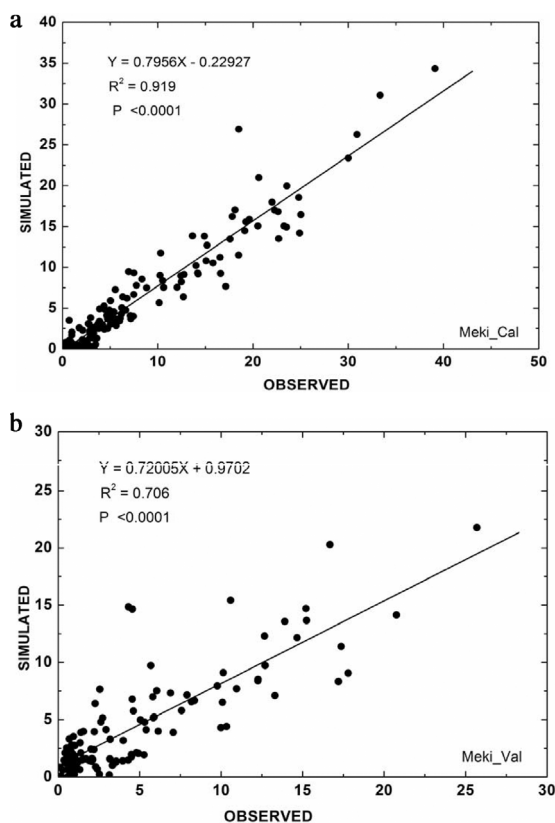 a
40
Y = 0.7956X - 0.22927
35
R² = 0.919
30
P <0.0001
25
SIMULATED
20
15
10
5
Meki_Cal
0
0 10 20 30 40 50
OBSERVED
b
30
Y = 0.72005X + 0.9702
25
R² = 0.706
P <0.0001
20
SIMULATED
15
10
5
Meki_Val
0
0 5 10 15 20 25 30
OBSERVED